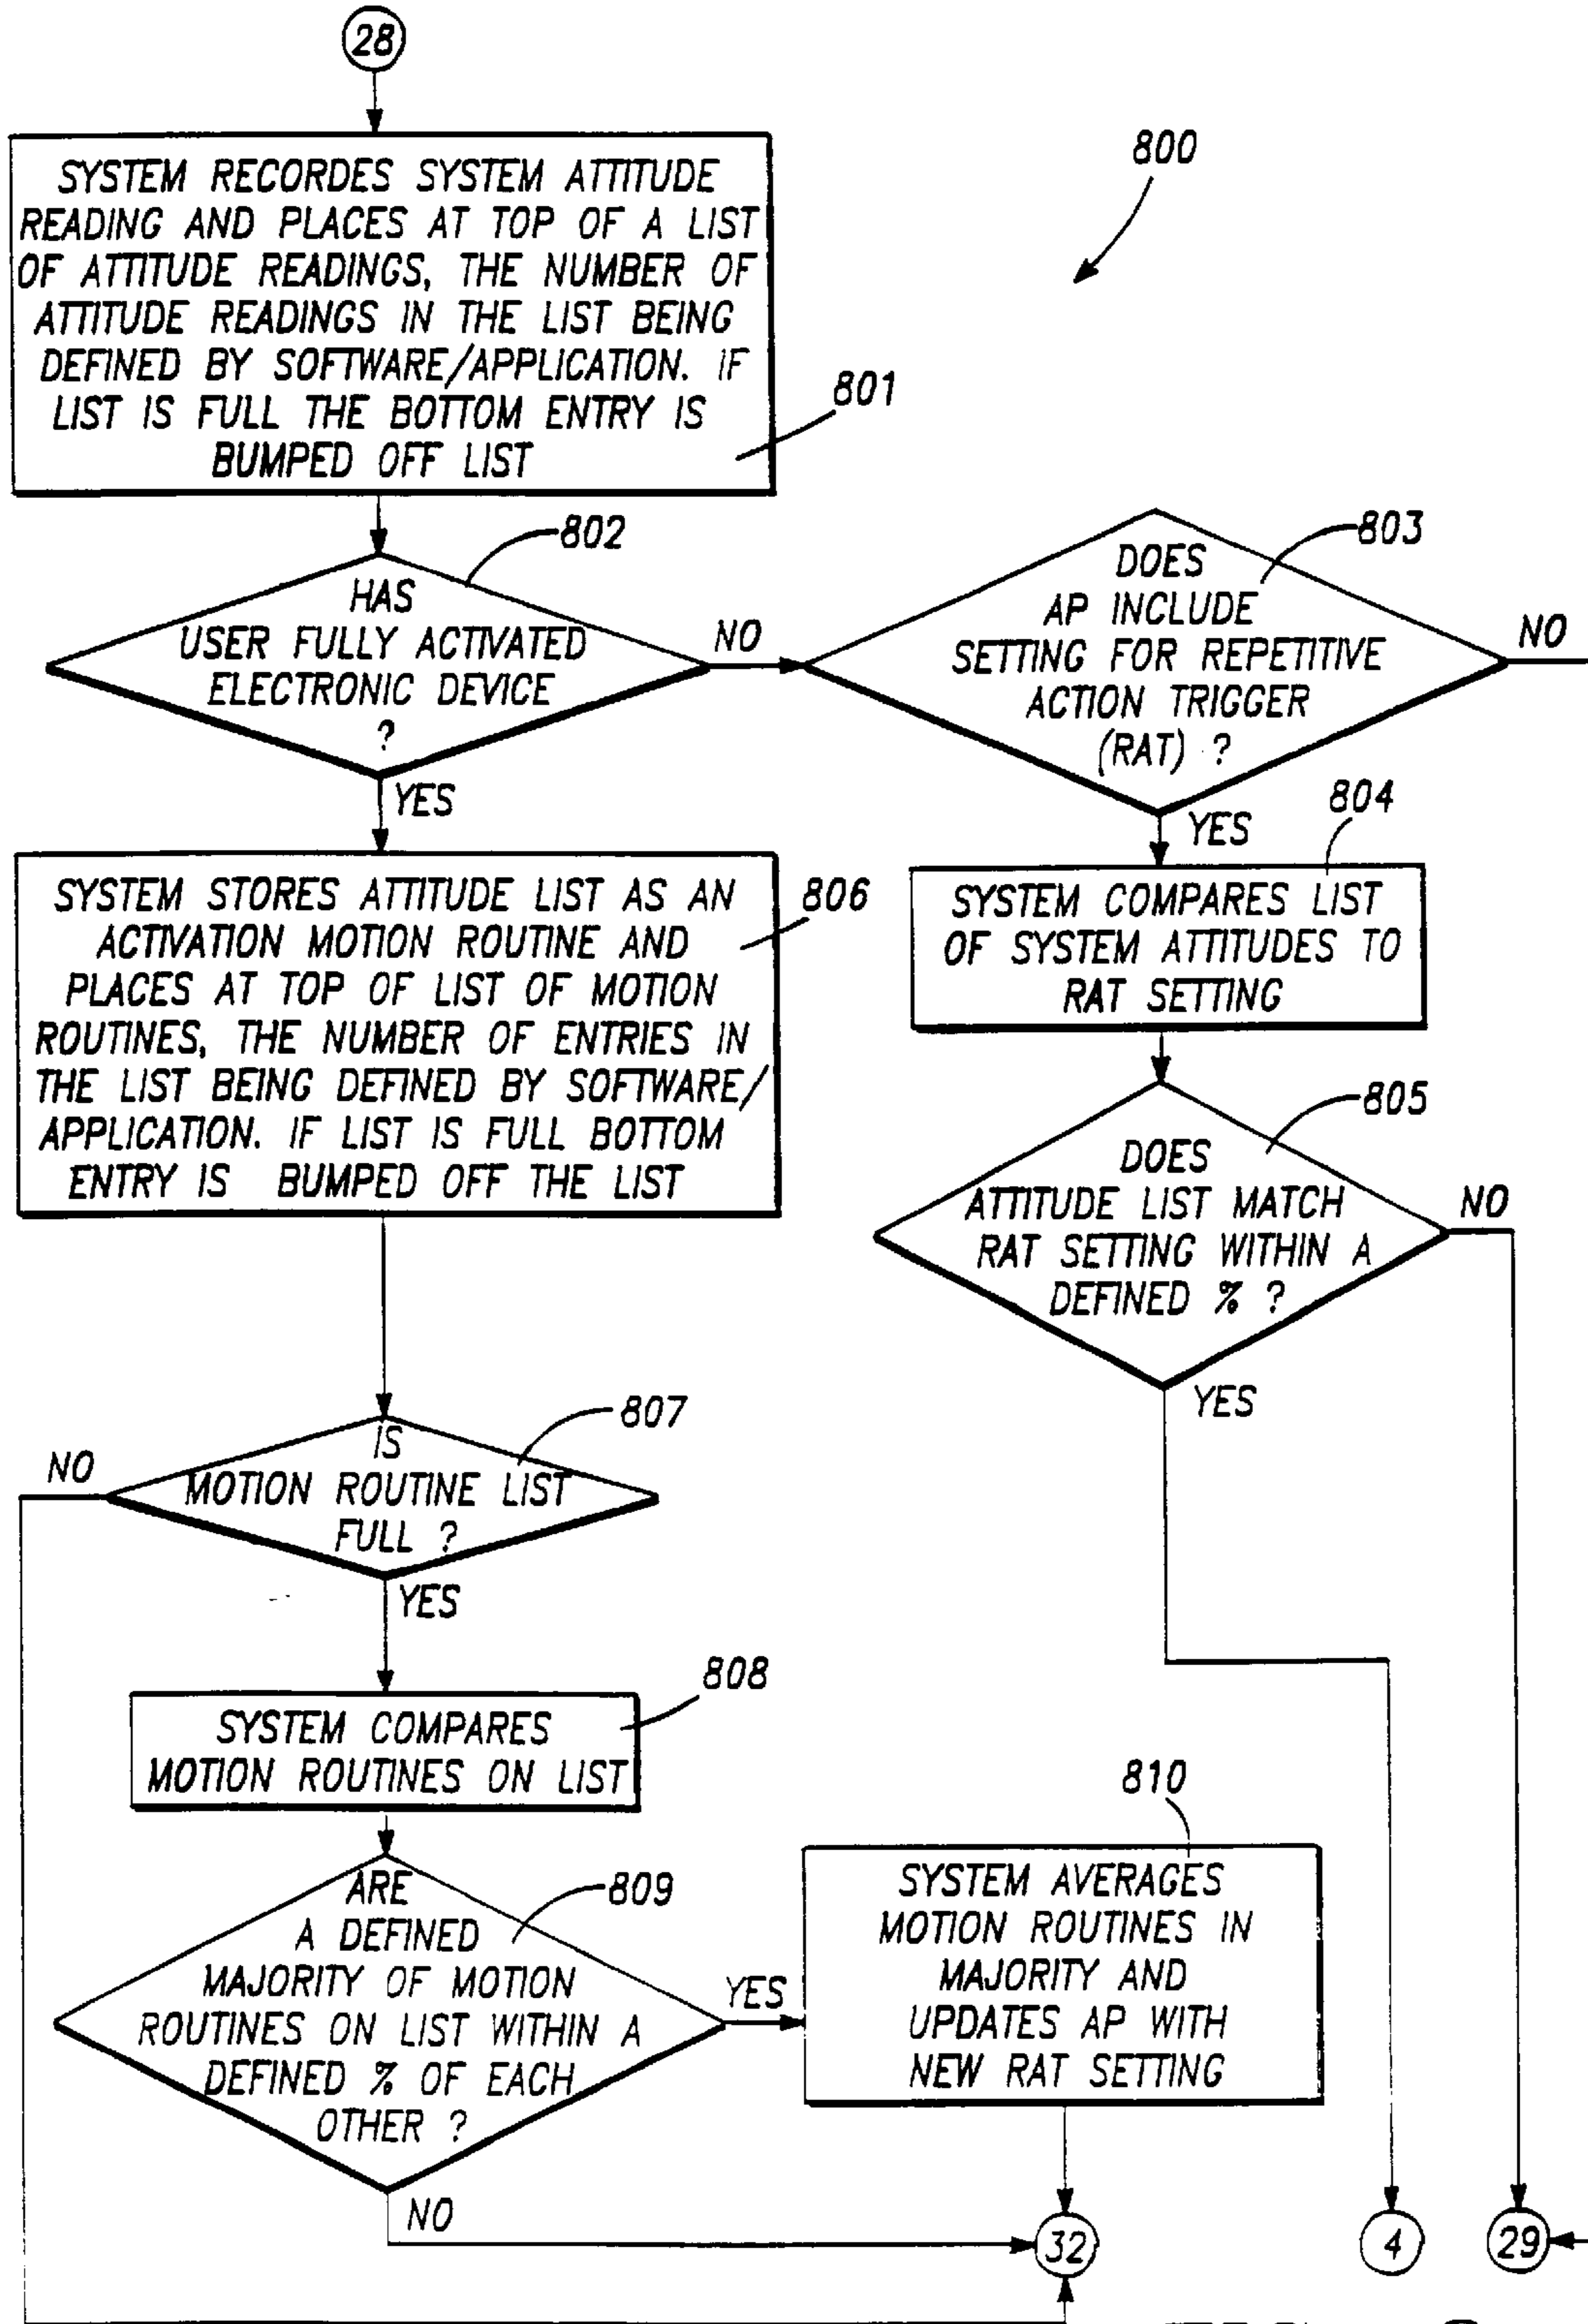 28
800
SYSTEM RECORDES SYSTEM ATTITUDE
READING AND PLACES AT TOP OF A LIST
OF ATTITUDE READINGS, THE NUMBER OF
ATTITUDE READINGS IN THE LIST BEING
DEFINED BY SOFTWARE/APPLICATION. IF
LIST IS FULL THE BOTTOM ENTRY IS
BUMPED OFF LIST
801
802
HAS
USER FULLY ACTIVATED
ELECTRONIC DEVICE
?
NO
YES
803
DOES
AP INCLUDE
SETTING FOR REPETITIVE
ACTION TRIGGER
(RAT) ?
NO
YES
804
SYSTEM COMPARES LIST
OF SYSTEM ATTITUDES TO
RAT SETTING
805
DOES
ATTITUDE LIST MATCH
RAT SETTING WITHIN A
DEFINED % ?
NO
YES
SYSTEM STORES ATTITUDE LIST AS AN
ACTIVATION MOTION ROUTINE AND
PLACES AT TOP OF LIST OF MOTION
ROUTINES, THE NUMBER OF ENTRIES IN
THE LIST BEING DEFINED BY SOFTWARE/
APPLICATION. IF LIST IS FULL BOTTOM
ENTRY IS BUMPED OFF THE LIST
806
807
IS
MOTION ROUTINE LIST
FULL ?
NO
YES
808
SYSTEM COMPARES
MOTION ROUTINES ON LIST
809
ARE
A DEFINED
MAJORITY OF MOTION
ROUTINES ON LIST WITHIN A
DEFINED % OF EACH
OTHER ?
YES
NO
810
SYSTEM AVERAGES
MOTION ROUTINES IN
MAJORITY AND
UPDATES AP WITH
NEW RAT SETTING
32
4
29